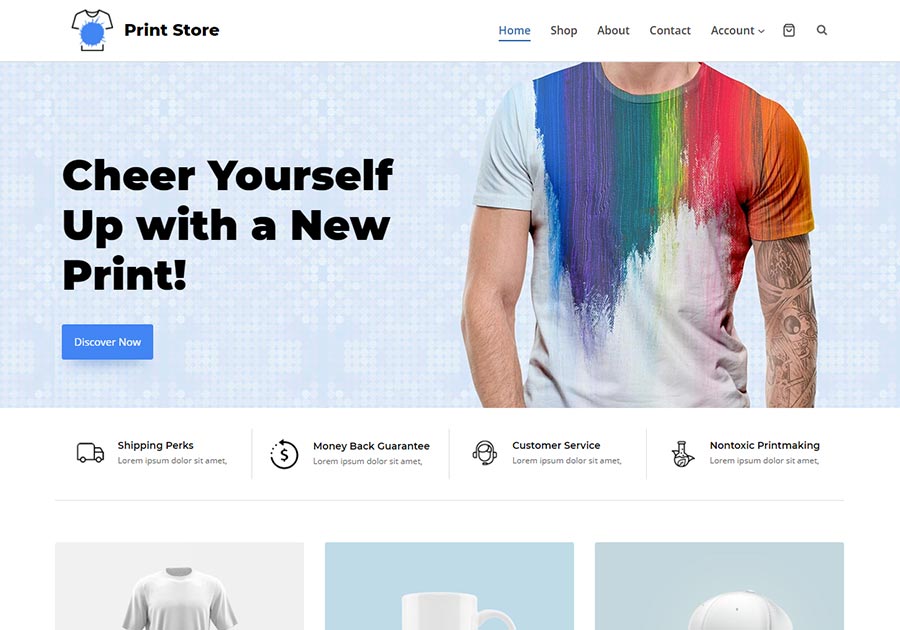 Print Store
Home Shop About Contact Account
Cheer Yourself
Up with a New
Print!
Discover Now
Shipping Perks
Lorem ipsum dolor sit amet,
Money Back Guarantee
Lorem ipsum dolor sit amet,
Customer Service
Lorem ipsum dolor sit amet,
Nontoxic Printmaking
Lorem ipsum dolor sit amet,